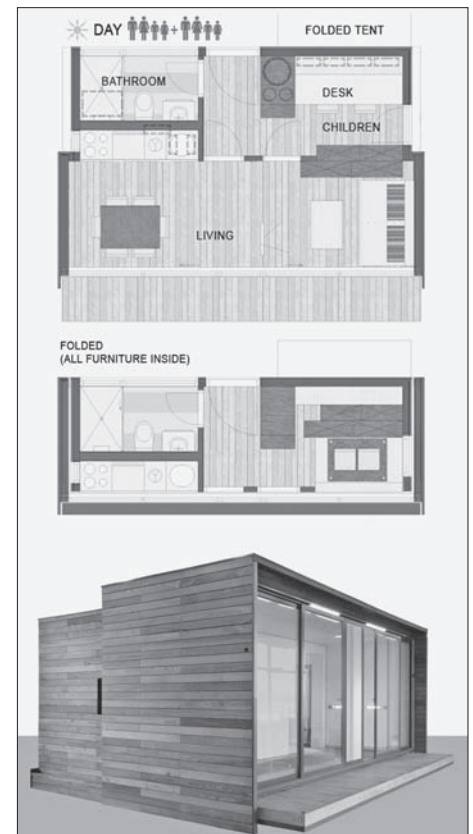 DAY
+
FOLDED TENT
BATHROOM
DESK
CHILDREN
LIVING
FOLDED
(ALL FURNITURE INSIDE)